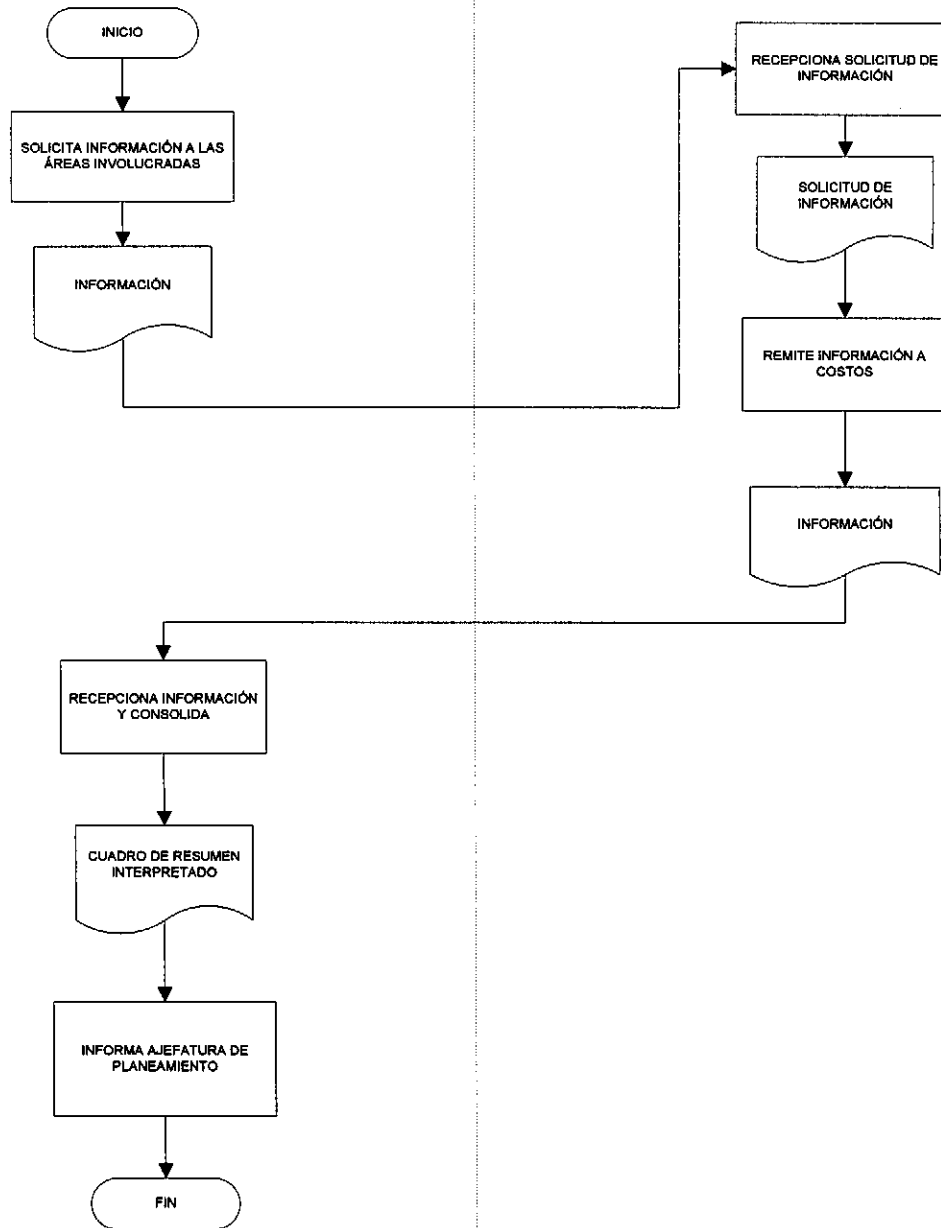 INICIO
SOLICITA INFORMACIÓN A LAS
ÁREAS INVOLUCRADAS
INFORMACIÓN
RECEPCIONA SOLICITUD DE
INFORMACIÓN
SOLICITUD DE
INFORMACIÓN
REMITE INFORMACIÓN A
COSTOS
INFORMACIÓN
RECEPCIONA INFORMACIÓN
Y CONSOLIDA
CUADRO DE RESUMEN
INTERPRETADO
INFORMA AJEFATURA DE
PLANEAMIENTO
FIN